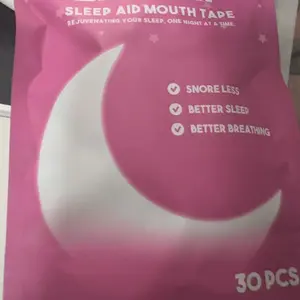 SLEEP AID MOUTH TAPE
REJUVENATING YOUR SLEEP, ONE NIGHT AT A TIME.
SNORE LESS
BETTER SLEEP
BETTER BREATHING
30 PCS